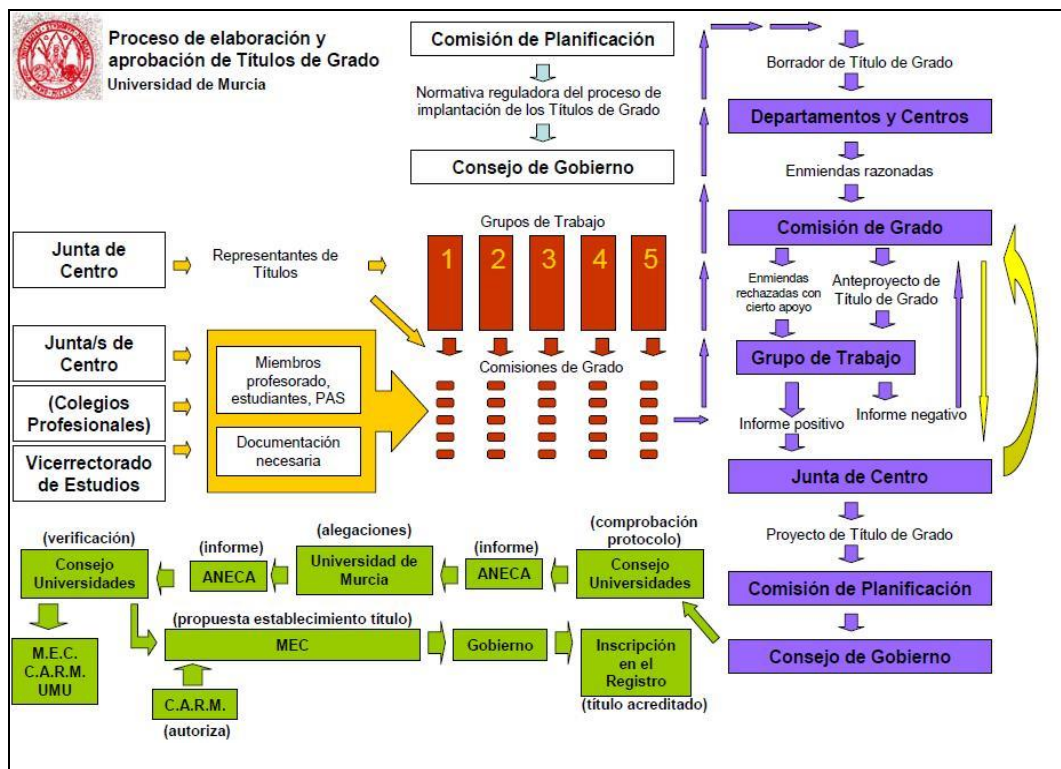 Proceso de elaboración y
aprobación de Títulos de Grado
Universidad de Murcia
Comisión de Planificación
Normativa reguladora del proceso de
implantación de los Títulos de Grado
Consejo de Gobierno
Grupos de Trabajo
1 2 3 4 5
Junta de
Centro
Representantes de
Títulos
Junta/s de
Centro
(Colegios
Profesionales)
Vicerrectorado
de Estudios
Miembros
profesorado,
estudiantes, PAS
Documentación
necesaria
Comisiones de Grado
Borrador de Título de Grado
Departamentos y Centros
Enmiendas razonadas
Comisión de Grado
Enmiendas
rechazadas con
cierto apoyo
Anteproyecto de
Título de Grado
Grupo de Trabajo
Informe positivo
Informe negativo
Junta de Centro
Proyecto de Título de Grado
Comisión de Planificación
Consejo de Gobierno
(comprobación
protocolo)
Consejo
Universidades
(informe)
ANECA
(alegaciones)
Universidad de
Murcia
(informe)
ANECA
(verificación)
Consejo
Universidades
M.E.C.
C.A.R.M.
UMU
(propuesta establecimiento título)
MEC
C.A.R.M.
(autoriza)
Gobierno
Inscripción
en el
Registro
(título acreditado)